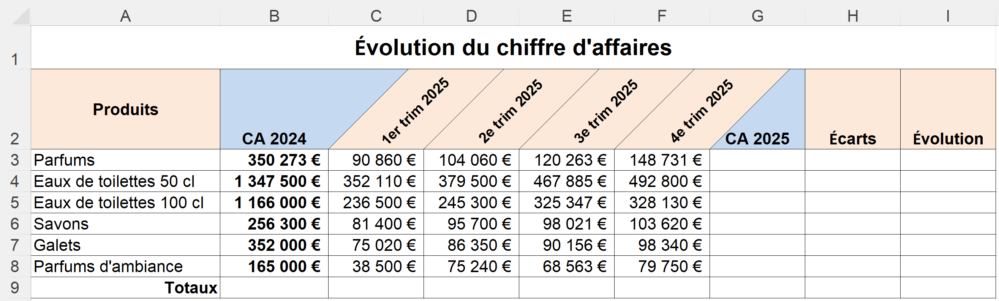 A B C D E F G H I
1 Évolution du chiffre d'affaires
2 Produits CA 2024 1er trim 2025 2e trim 2025 3e trim 2025 4e trim 2025 CA 2025 Écarts Évolution
3 Parfums 350 273 € 90 860 € 104 060 € 120 263 € 148 731 €
4 Eaux de toilettes 50 cl 1 347 500 € 352 110 € 379 500 € 467 885 € 492 800 €
5 Eaux de toilettes 100 cl 1 166 000 € 236 500 € 245 300 € 325 347 € 328 130 €
6 Savons 256 300 € 81 400 € 95 700 € 98 021 € 103 620 €
7 Galets 352 000 € 75 020 € 86 350 € 90 156 € 98 340 €
8 Parfums d'ambiance 165 000 € 38 500 € 75 240 € 68 563 € 79 750 €
9 Totaux